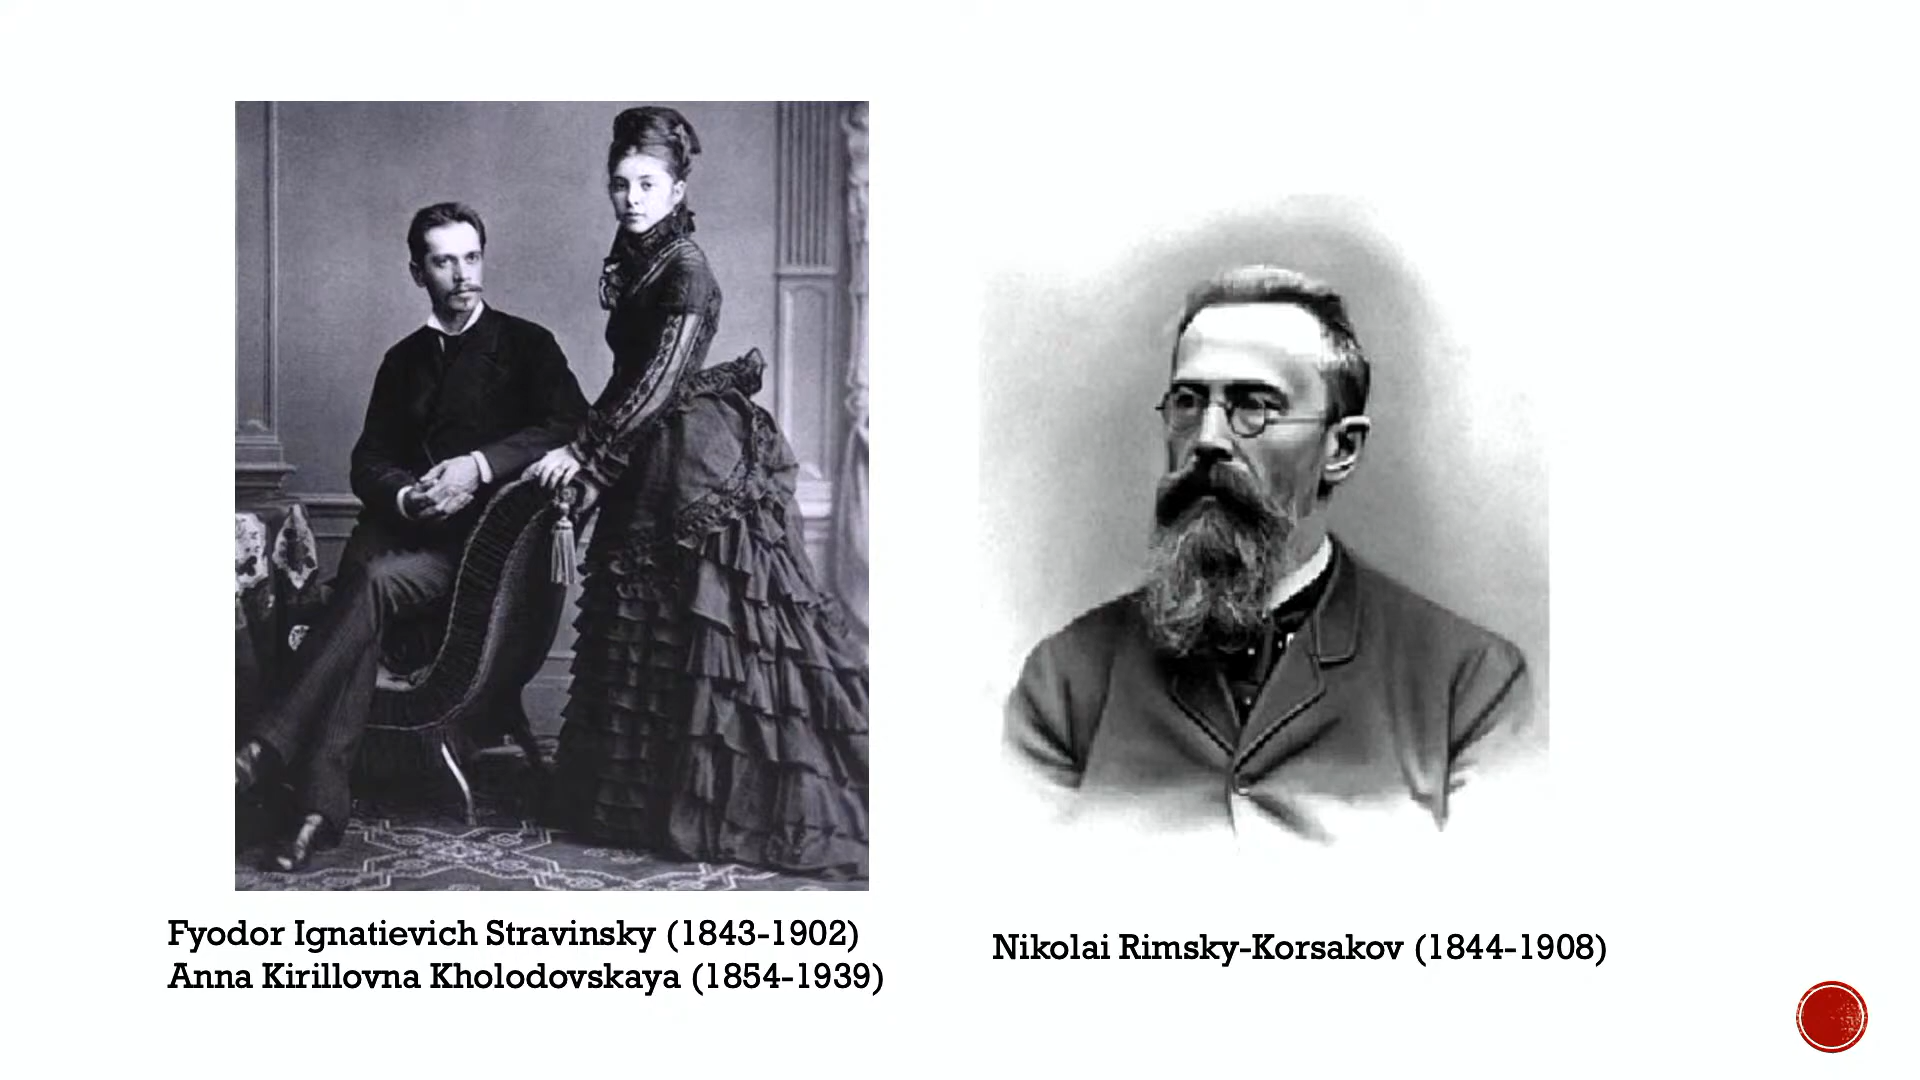 Fyodor Ignatievich Stravinsky (1843-1902)
Anna Kirillovna Kholodovskaya (1854-1939)
Nikolai Rimsky-Korsakov (1844-1908)